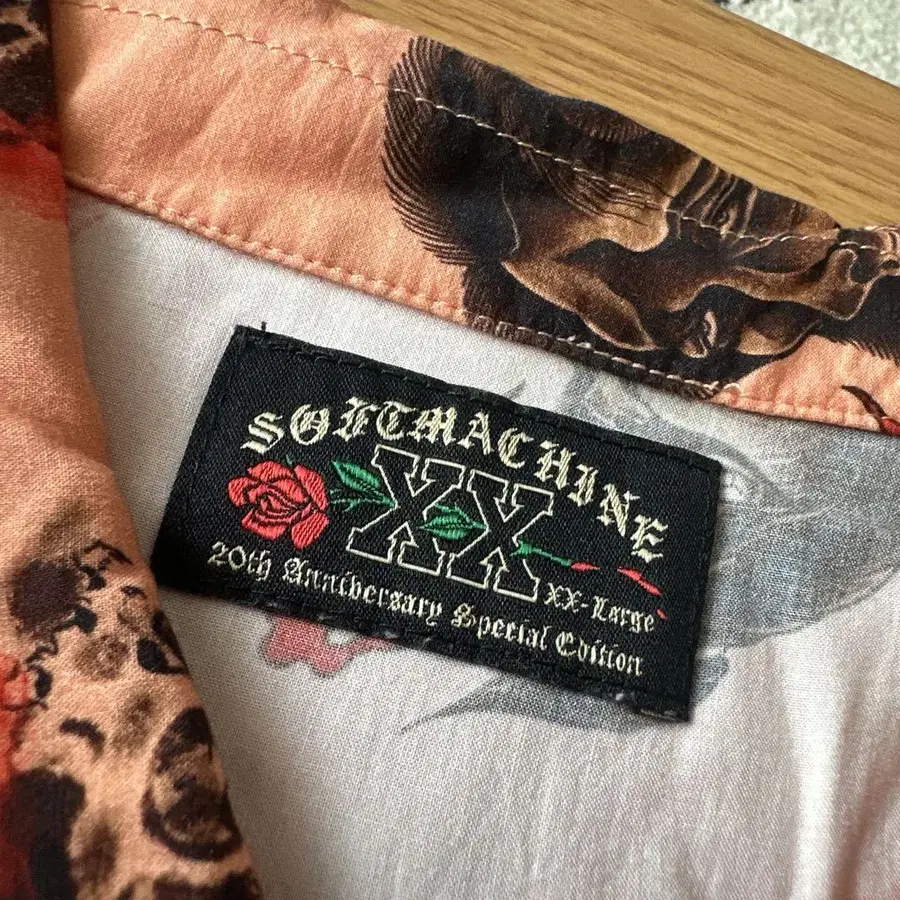 SOFTMACHINE
XX
XX-Large
20th Anniversary Special Edition